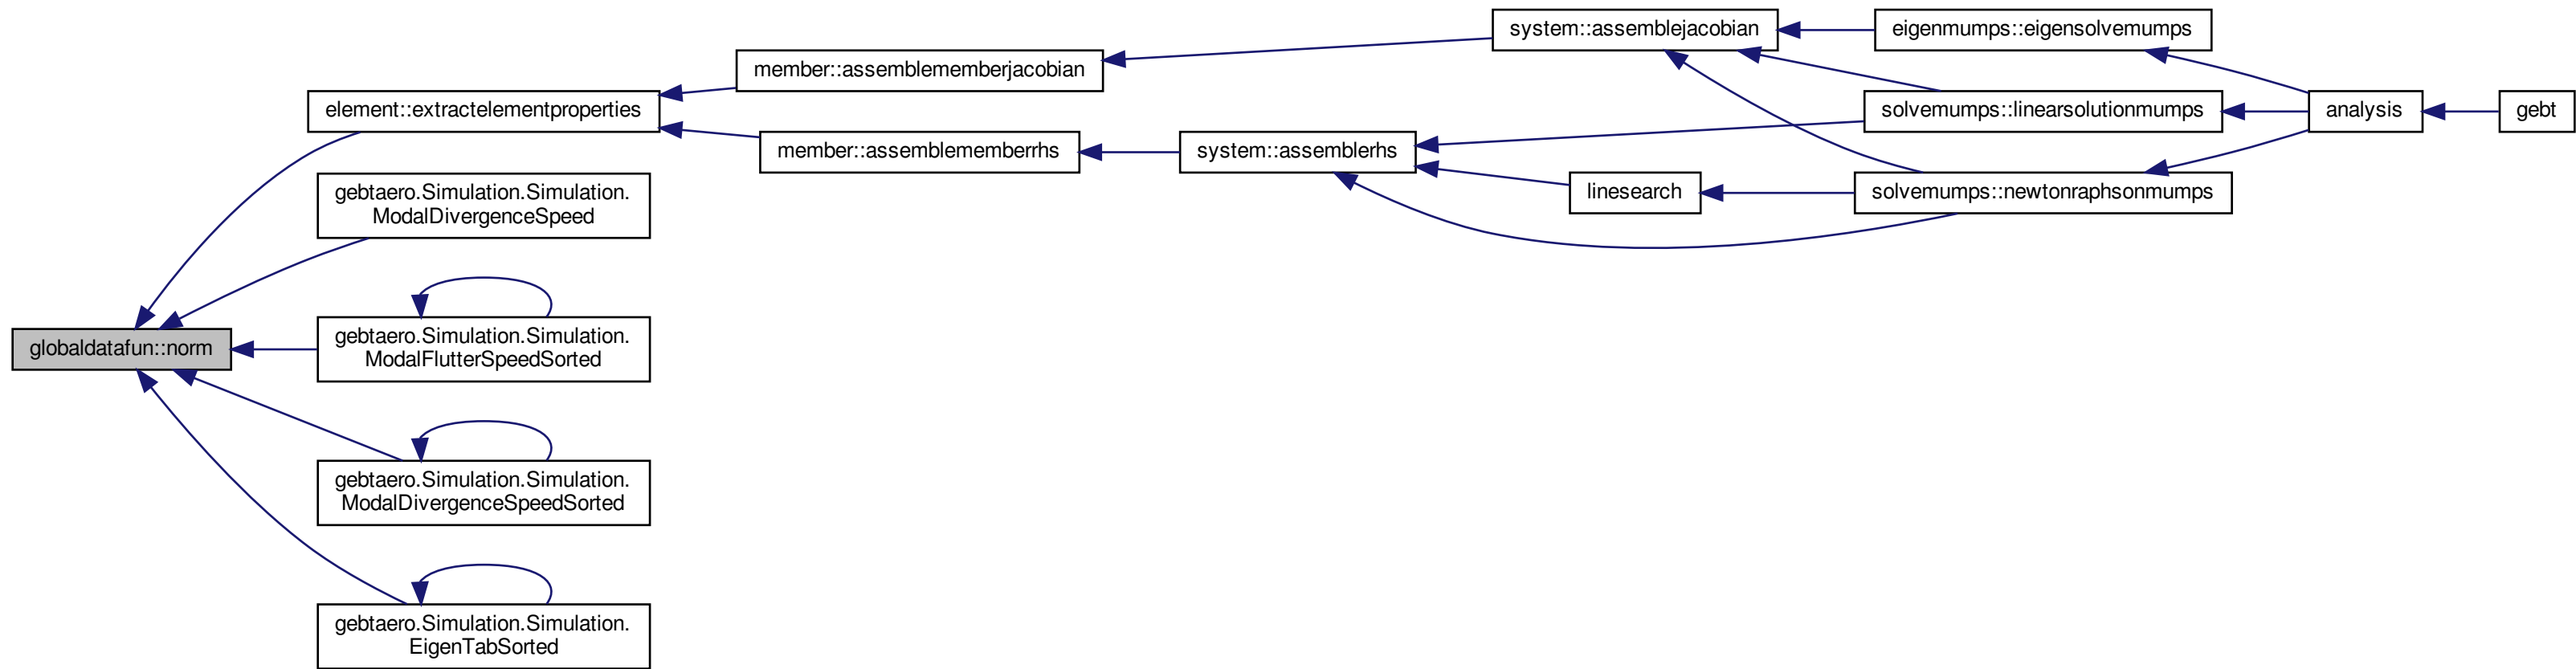 system::assemblejacobian
eigenmumps::eigensolvemumps
member::assemblememberjacobian
element::extractelementproperties
solvemumps::linearsolutionmumps
analysis
gebt
member::assemblememberrhs
system::assemblerhs
linesearch
solvemumps::newtonraphsonmumps
gebtaero.Simulation.Simulation.
ModalDivergenceSpeed
globaldatafun::norm
gebtaero.Simulation.Simulation.
ModalFlutterSpeedSorted
gebtaero.Simulation.Simulation.
ModalDivergenceSpeedSorted
gebtaero.Simulation.Simulation.
EigenTabSorted